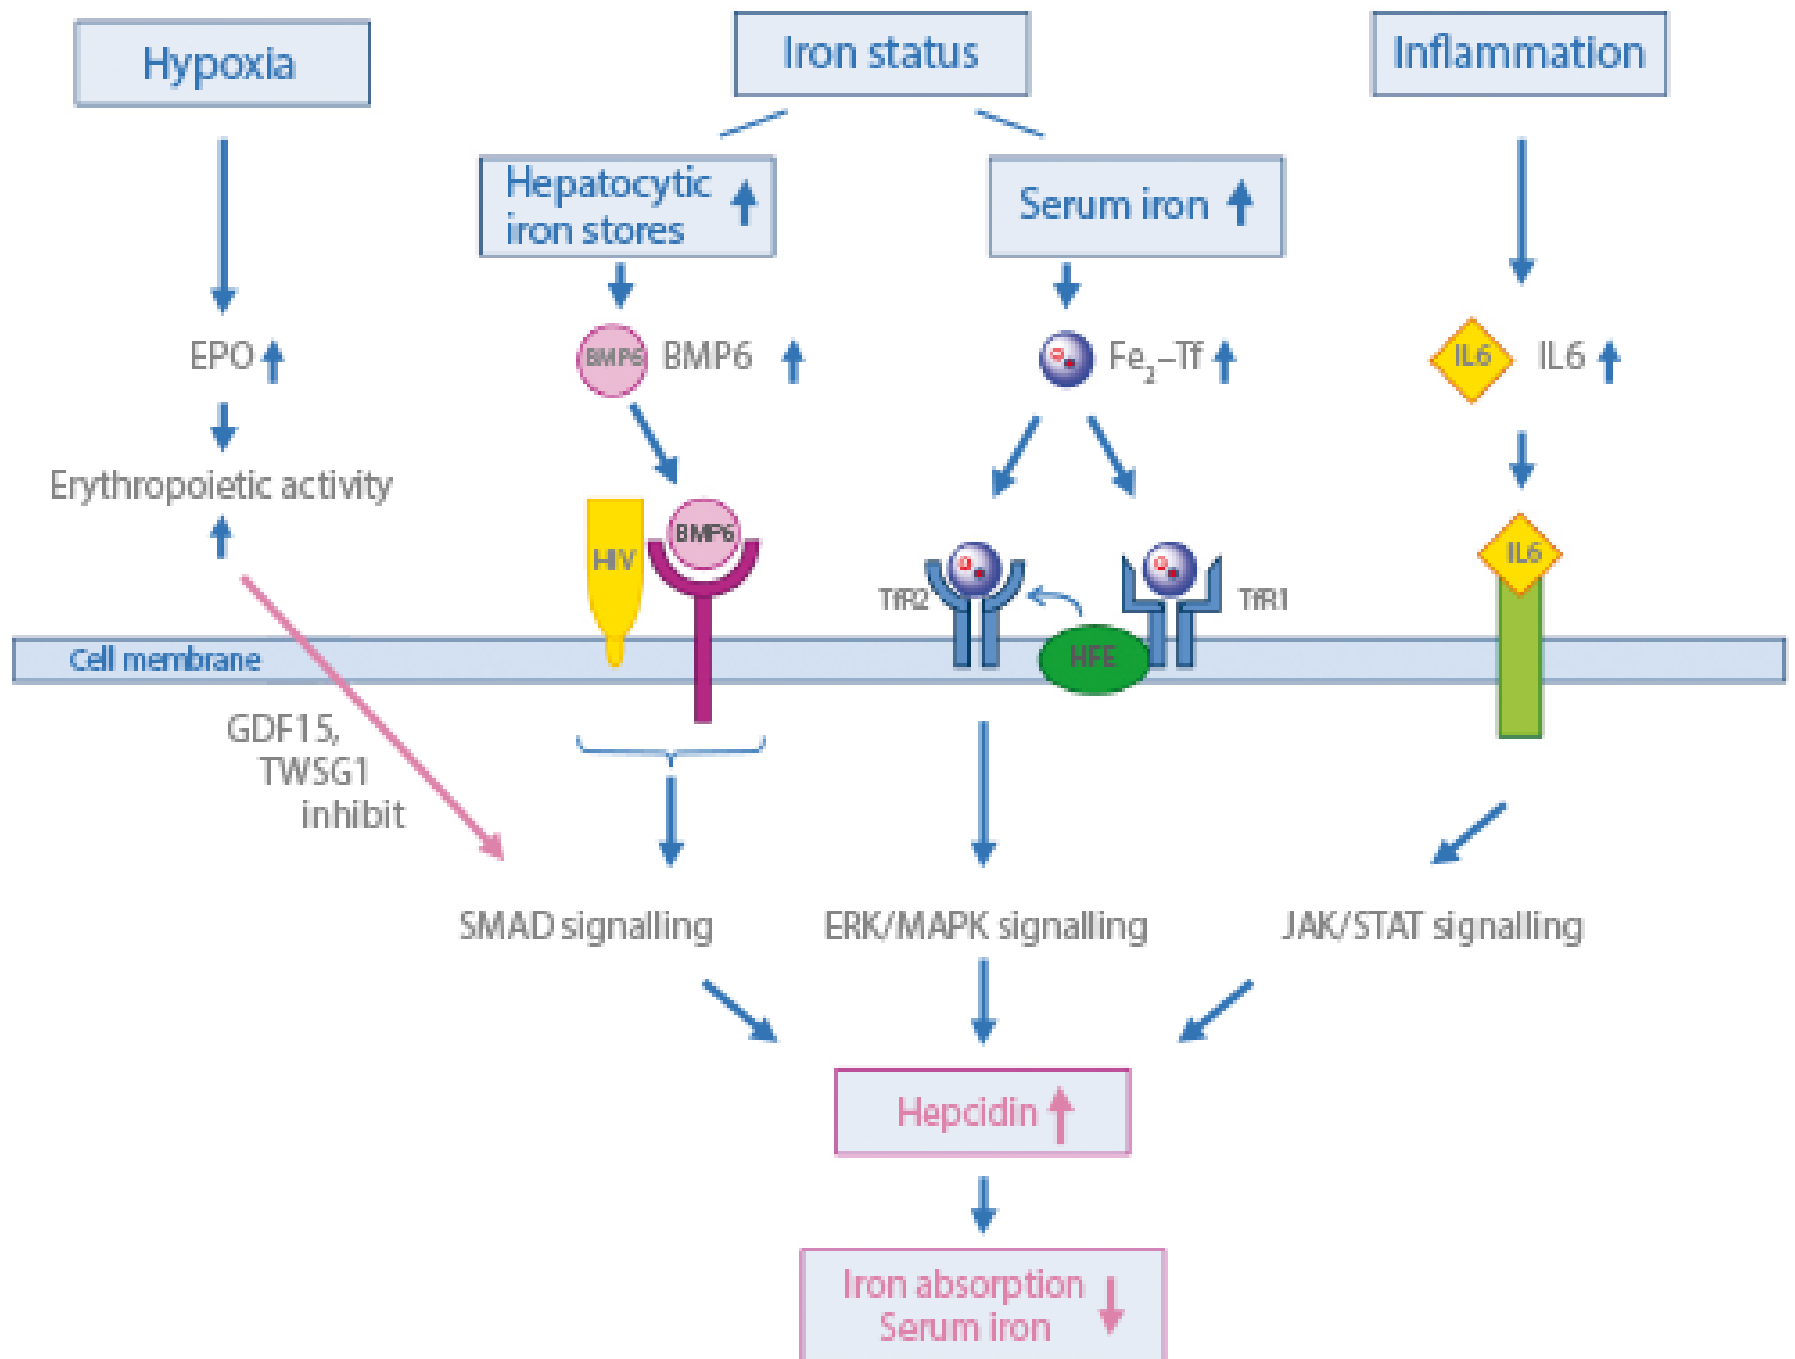 Hypoxia
Iron status
Inflammation
Hepatocytic
iron stores
Serum iron
EPO
BMP6
BMP6
Fe2–Tf
IL6
IL6
Erythropoietic activity
HIV
BMP6
TfR2
TfR1
IL6
Cell membrane
HFE
GDF15,
TWSG1
inhibit
SMAD signalling
ERK/MAPK signalling
JAK/STAT signalling
Hepcidin
Iron absorption
Serum iron